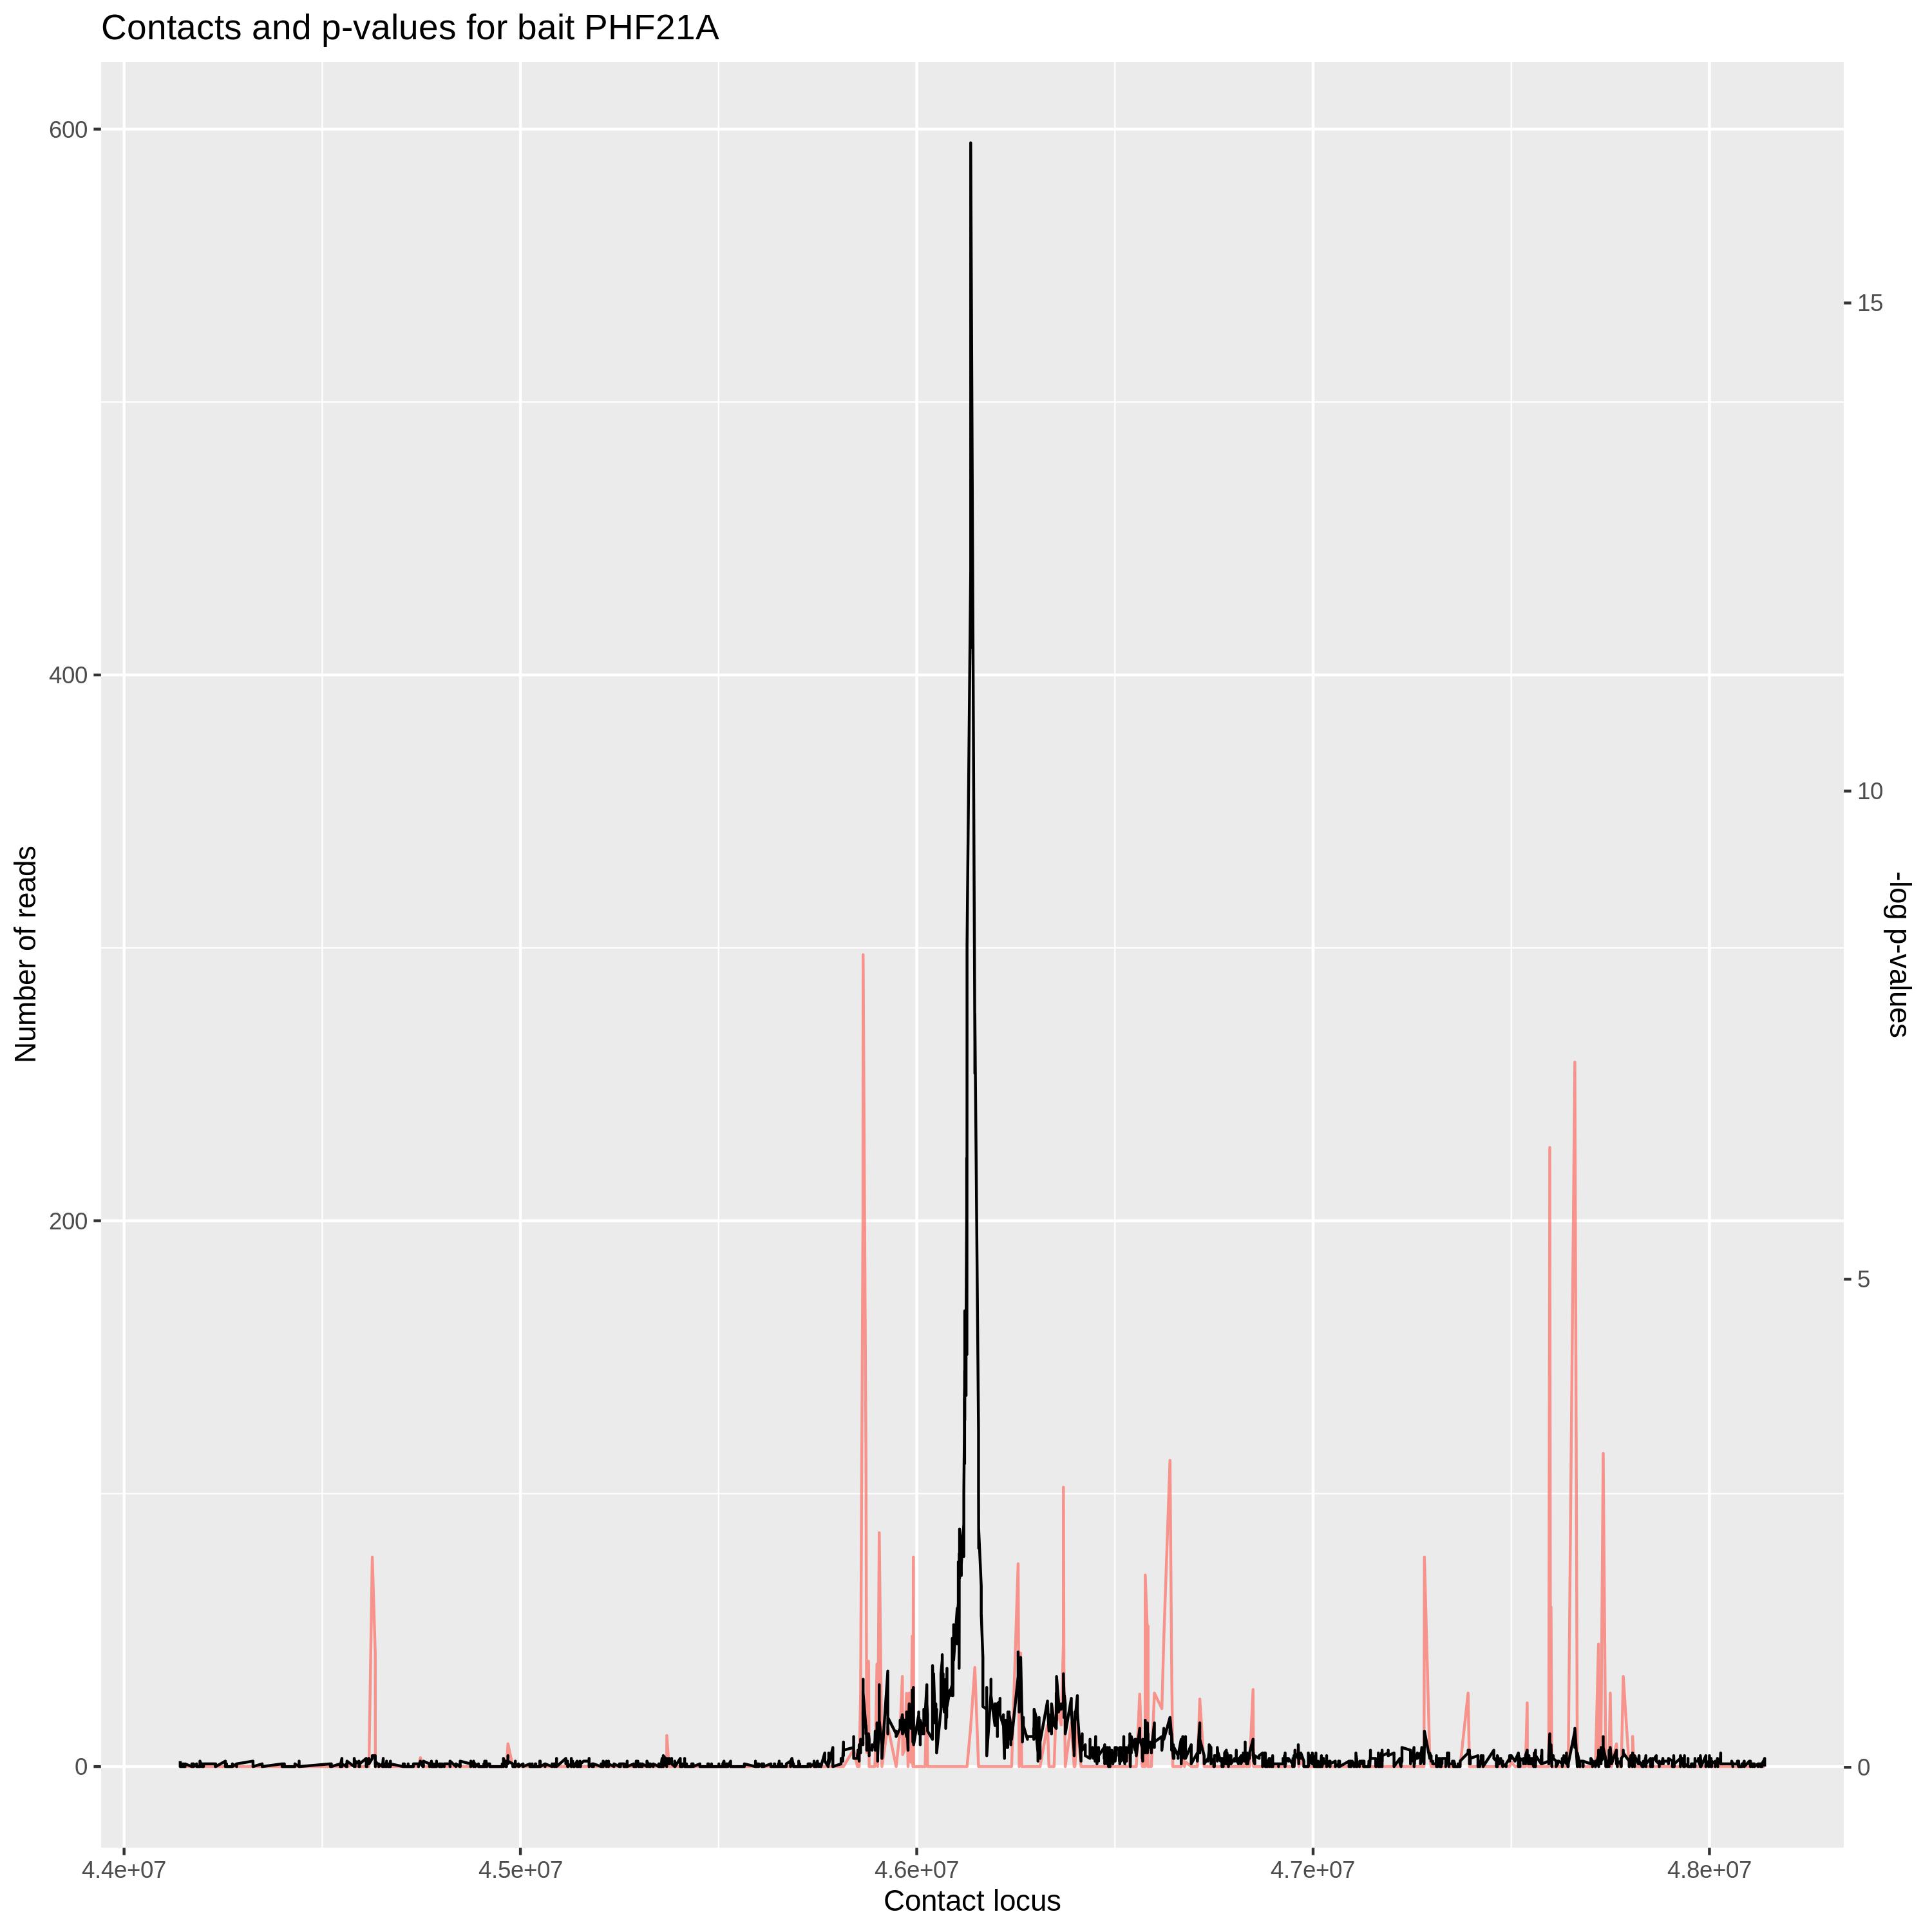 Contacts and p-values for bait PHF21A
600
400
200
0
Number of reads
15
10
5
0
-log p-values
4.4e+07
4.5e+07
4.6e+07
4.7e+07
4.8e+07
Contact locus